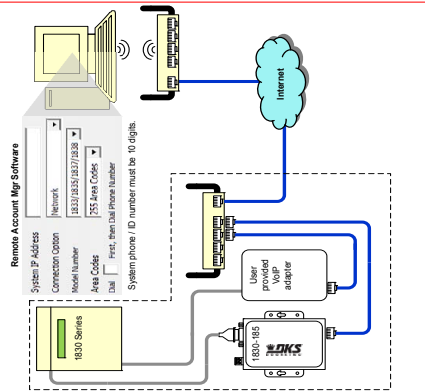 Remote Account Mgr Software
System IP Address
Connection Option
Network
Model Number
1833/1835/1837/1838
Area Codes
255 Area Codes
Dial
First, then Dial Phone Number
System phone / ID number must be 10 digits.
Internet
1830 Series
User
provided
VoIP
adapter
1830-185
DKS
DOORKING